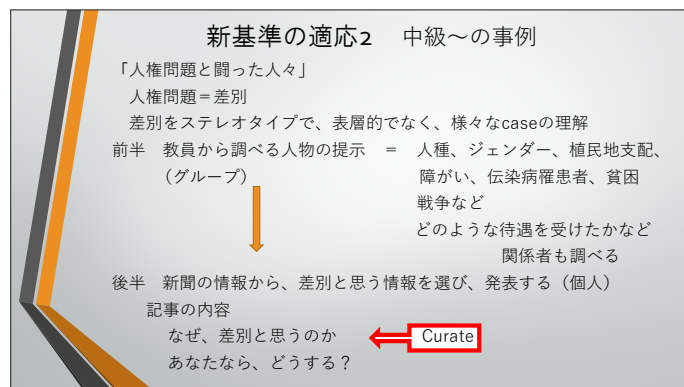 新基準の適応2　中級～の事例
「人権問題と闘った人々」
人権問題＝差別
差別をステレオタイプで、表層的でなく、様々なcaseの理解
前半　教員から調べる人物の提示　＝　人種、ジェンダー、植民地支配、
（グループ）　障がい、伝染病罹患者、貧困
戦争など
どのような待遇を受けたかなど
関係者も調べる
後半　新聞の情報から、差別と思う情報を選び、発表する（個人）
記事の内容
なぜ、差別と思うのか　Curate
あなたなら、どうする？